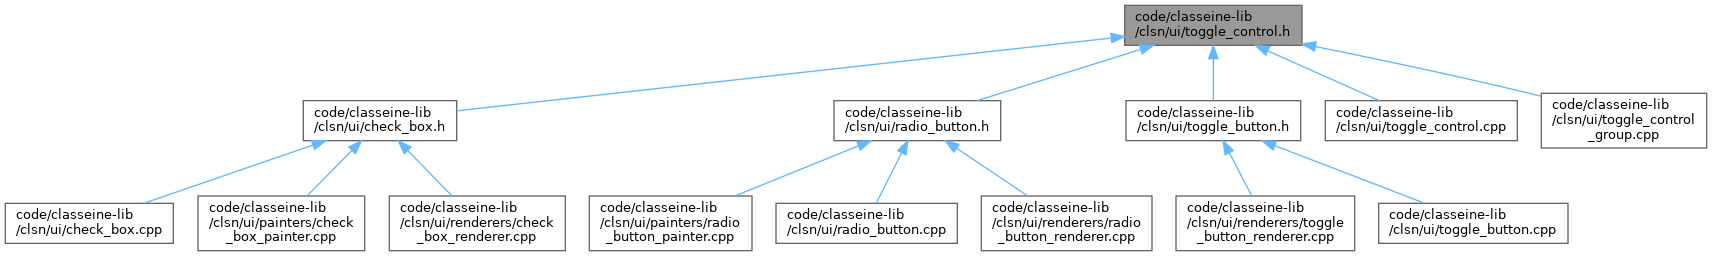 code/classeine-lib
/clsn/ui/toggle_control.h
code/classeine-lib
/clsn/ui/check_box.h
code/classeine-lib
/clsn/ui/radio_button.h
code/classeine-lib
/clsn/ui/toggle_button.h
code/classeine-lib
/clsn/ui/toggle_control.cpp
code/classeine-lib
/clsn/ui/toggle_control
_group.cpp
code/classeine-lib
/clsn/ui/check_box.cpp
code/classeine-lib
/clsn/ui/painters/check
_box_painter.cpp
code/classeine-lib
/clsn/ui/renderers/check
_box_renderer.cpp
code/classeine-lib
/clsn/ui/painters/radio
_button_painter.cpp
code/classeine-lib
/clsn/ui/radio_button.cpp
code/classeine-lib
/clsn/ui/renderers/radio
_button_renderer.cpp
code/classeine-lib
/clsn/ui/renderers/toggle
_button_renderer.cpp
code/classeine-lib
/clsn/ui/toggle_button.cpp